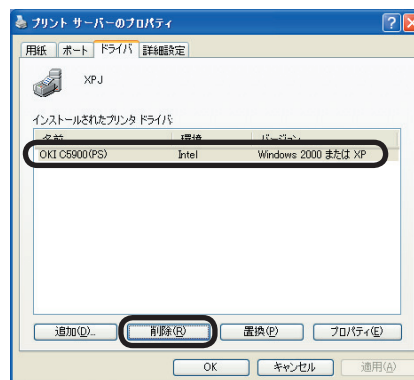 プリント サーバーのプロパティ
用紙 ポート ドライバ 詳細設定
XPJ
インストールされたプリンタ ドライバ:
名前 環境 バージョン
OKI C5900(PS) Intel Windows 2000 または XP
追加(D)... 削除(R) 置換(P) プロパティ(E)
OK キャンセル 適用(A)